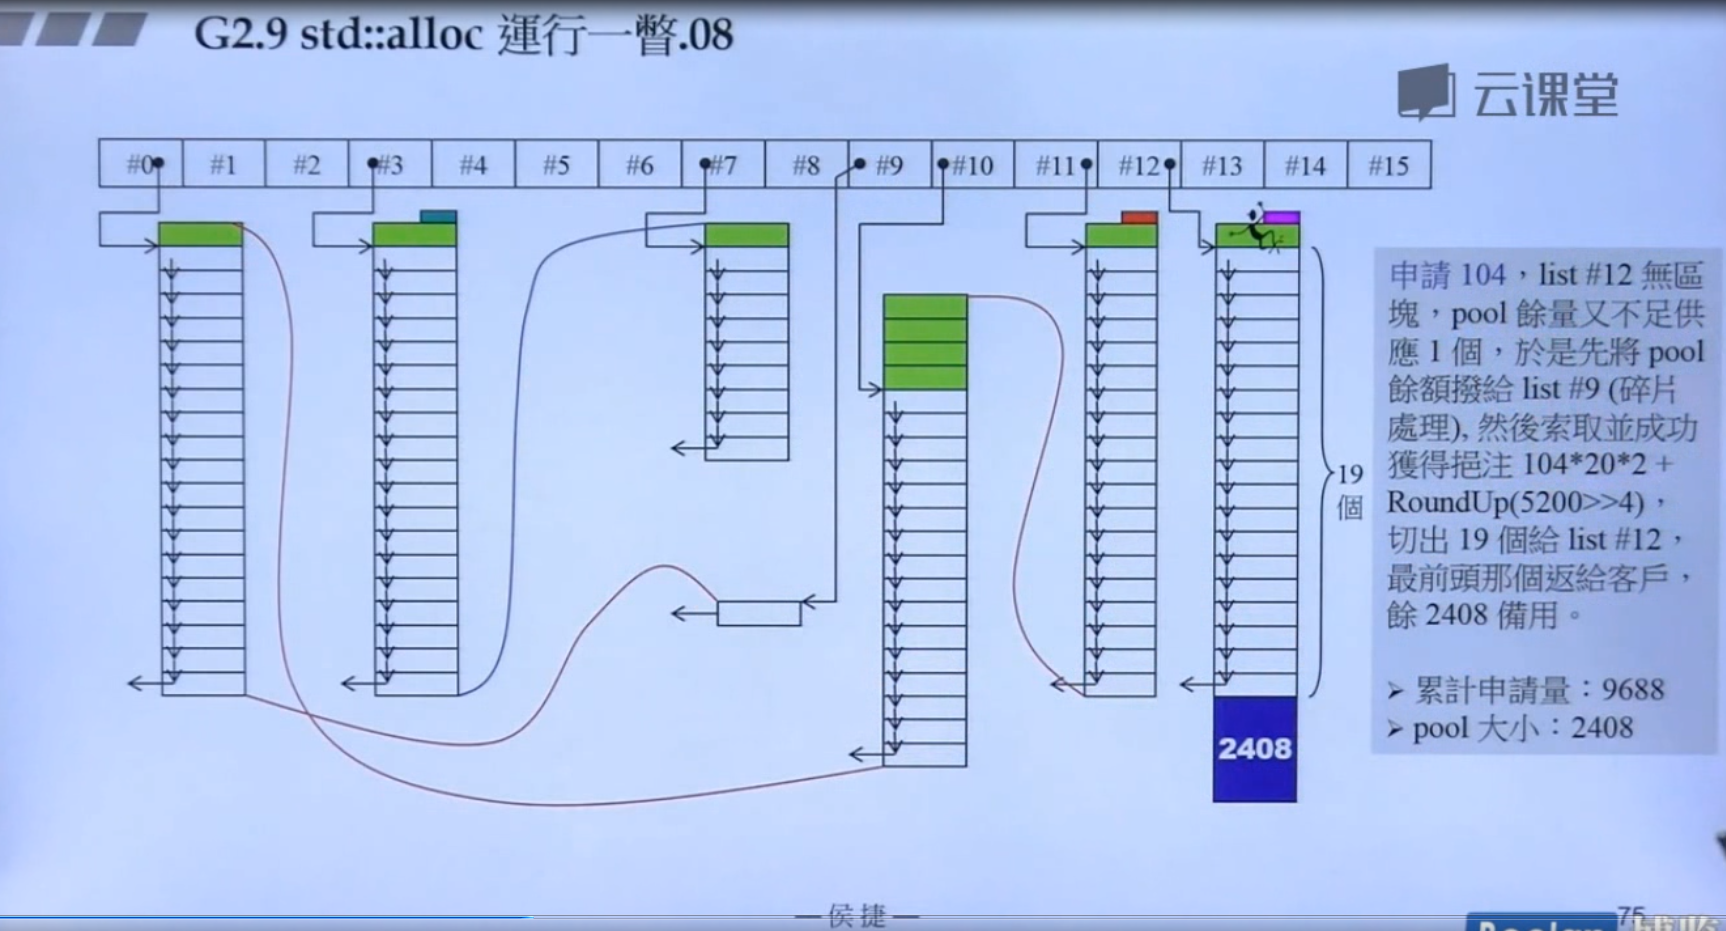 G2.9 std::alloc 運行一瞥.08
云课堂
#0 #1 #2 #3 #4 #5 #6 #7 #8 #9 #10 #11 #12 #13 #14 #15
申請 104，list #12 無區
塊，pool 餘量又不足供
應 1 個，於是先將 pool
餘額撥給 list #9 (碎片
處理), 然後索取並成功
獲得挹注 104*20*2 +
RoundUp(5200>>4)，
切出 19 個給 list #12，
最前頭那個返給客戶，
餘 2408 備用。
19
個
➢ 累計申請量：9688
➢ pool 大小：2408
2408
—侯捷—
75